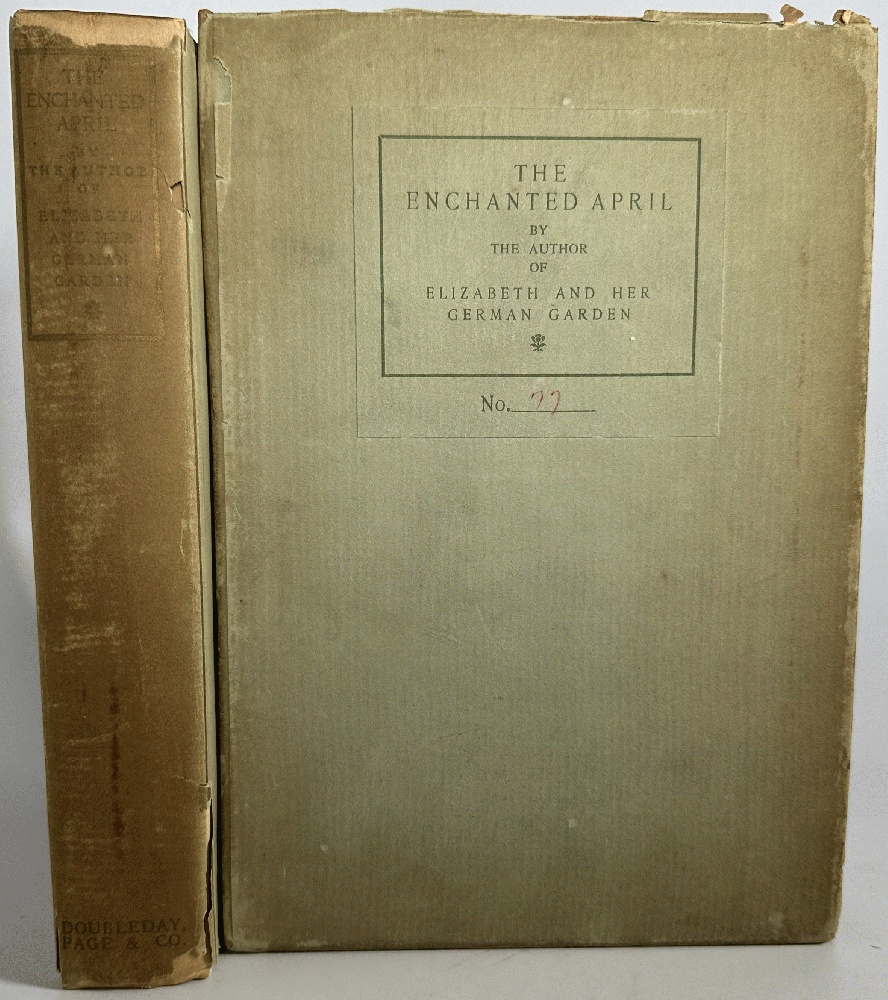 THE
ENCHANTED
APRIL
BY
THE AUTHOR
OF
ELIZABETH
AND HER
GERMAN
GARDEN
DOUBLEDAY,
PAGE & CO.
THE
ENCHANTED APRIL
BY
THE AUTHOR
OF
ELIZABETH AND HER
GERMAN GARDEN
No. 77